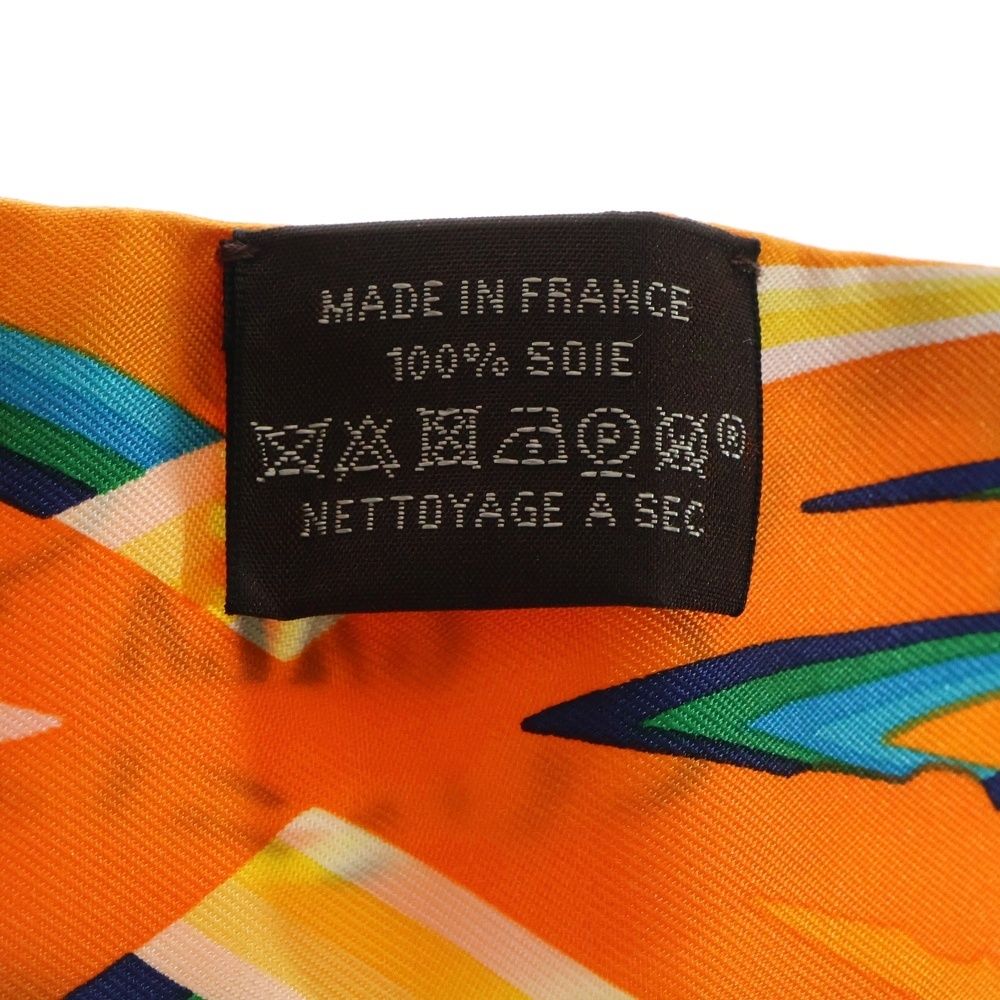 MADE IN FRANCE
100% SOIE
P W ®
NETTOYAGE A SEC